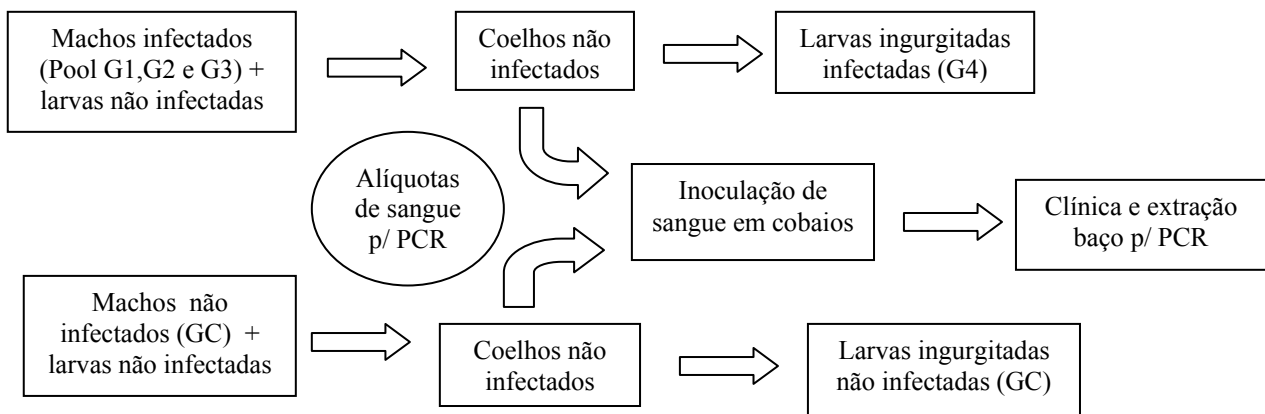 Machos infectados
(Pool G1,G2 e G3) +
larvas não infectadas
Coelhos não
infectados
Larvas ingurgitadas
infectadas (G4)
Alíquotas
de sangue
p/ PCR
Inoculação de
sangue em cobaios
Clínica e extração
baço p/ PCR
Machos não
infectados (GC) +
larvas não infectadas
Coelhos não
infectados
Larvas ingurgitadas
não infectadas (GC)